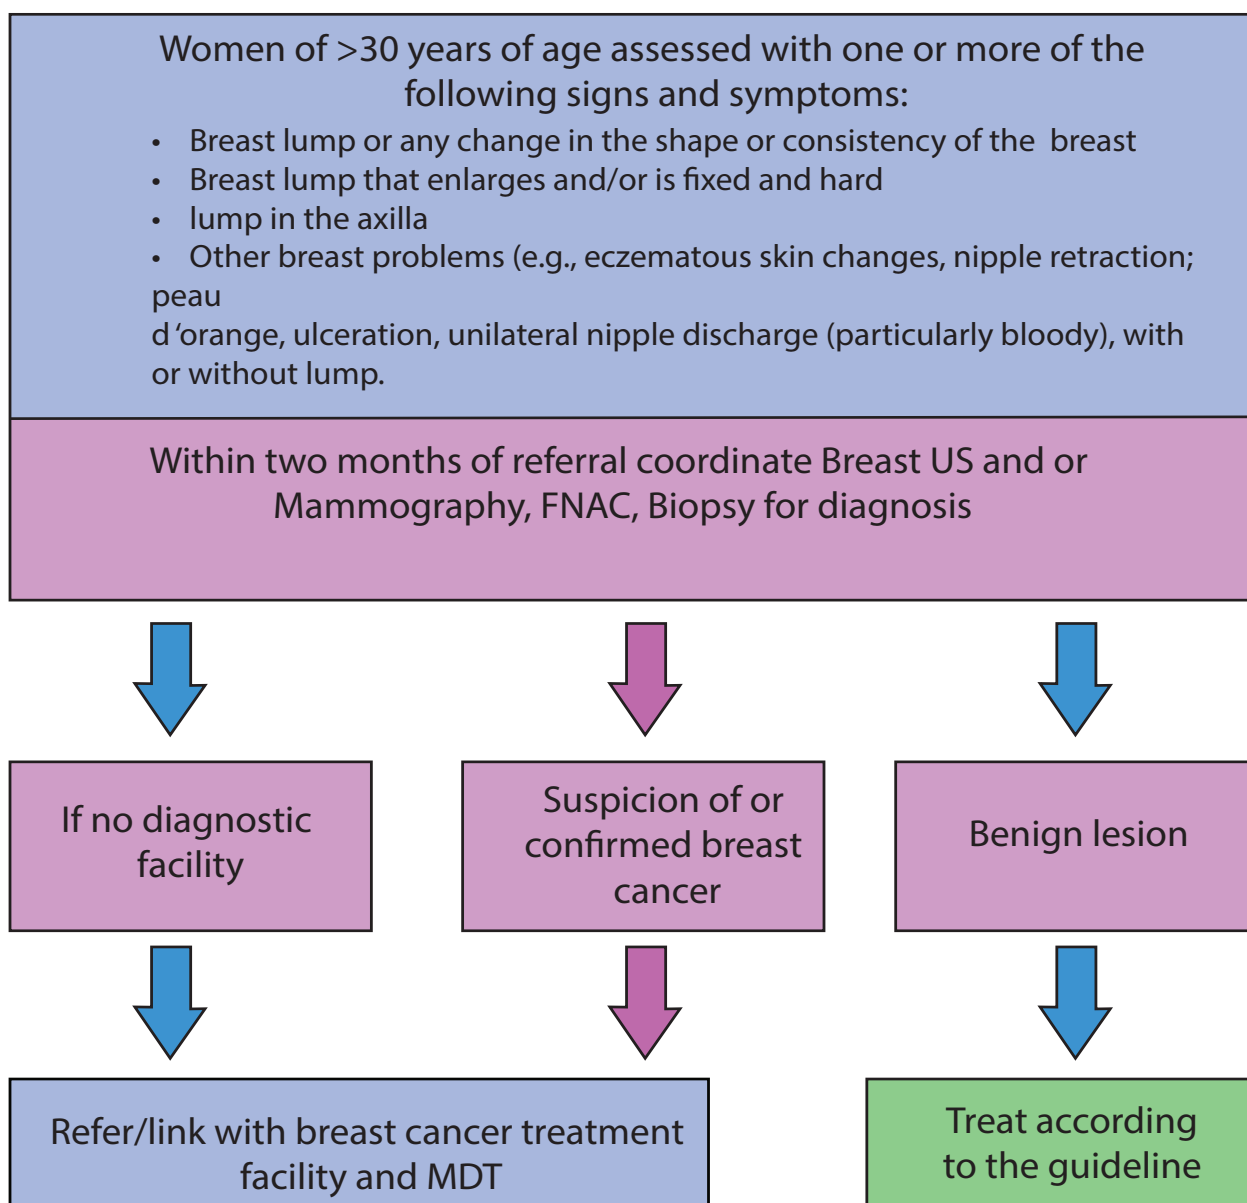 Women of >30 years of age assessed with one or more of the
following signs and symptoms:
• Breast lump or any change in the shape or consistency of the breast
• Breast lump that enlarges and/or is fixed and hard
• lump in the axilla
• Other breast problems (e.g., eczematous skin changes, nipple retraction;
peau
d‘orange, ulceration, unilateral nipple discharge (particularly bloody), with
or without lump.
Within two months of referral coordinate Breast US and or
Mammography, FNAC, Biopsy for diagnosis
If no diagnostic
facility
Suspicion of or
confirmed breast
cancer
Benign lesion
Refer/link with breast cancer treatment
facility and MDT
Treat according
to the guideline